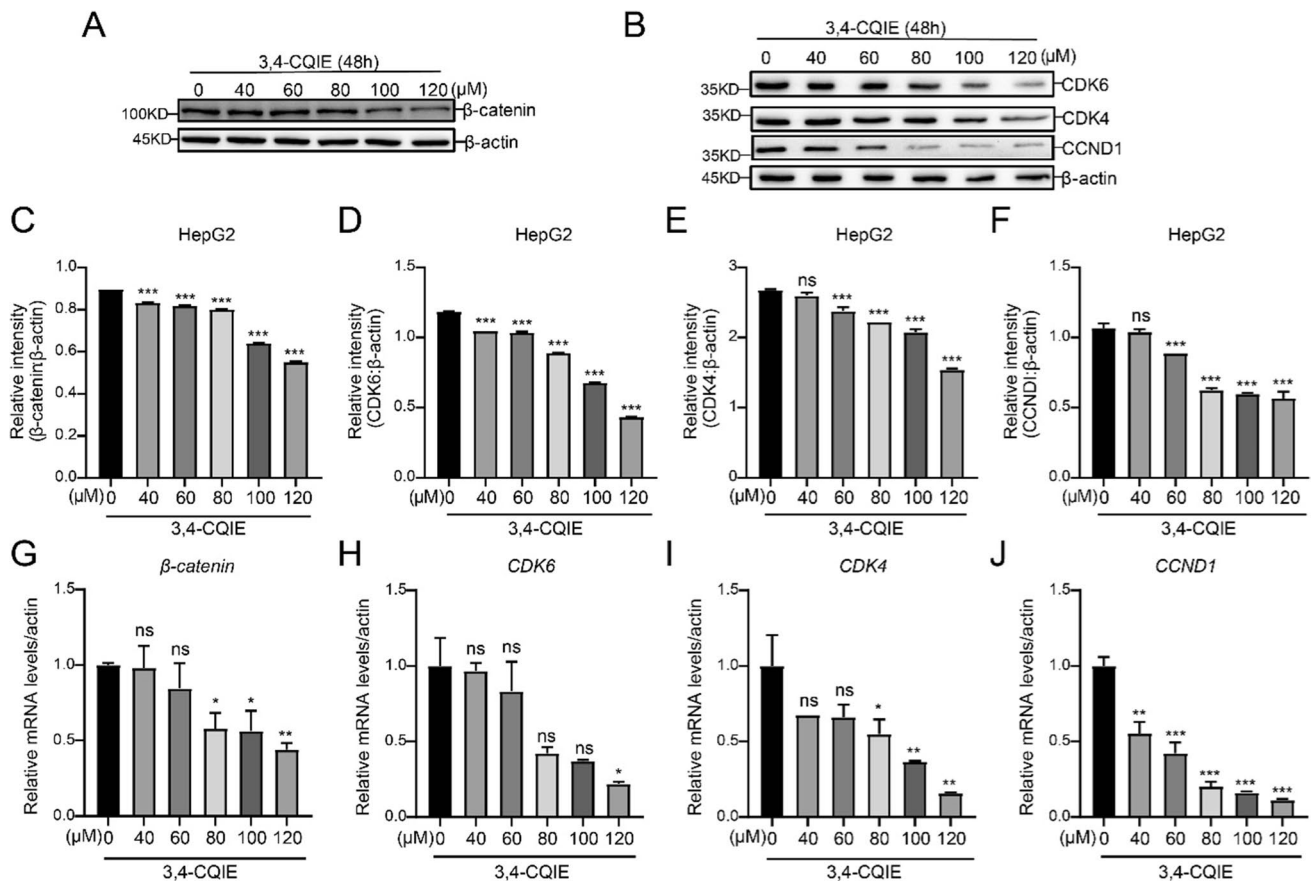 A
3,4-CQIE (48h)
0 40 60 80 100 120 (μM)
100KD β-catenin
45KD β-actin
B
3,4-CQIE (48h)
0 40 60 80 100 120 (μM)
35KD CDK6
35KD CDK4
35KD CCND1
45KD β-actin
C
HepG2
Relative intensity
(β-catenin:β-actin)
1.0
0.8
0.6
0.4
0.2
0.0
*** *** *** *** ***
(μM) 0 40 60 80 100 120
3,4-CQIE
D
HepG2
Relative intensity
(CDK6:β-actin)
1.5
1.0
0.5
0.0
*** *** *** *** ***
(μM) 0 40 60 80 100 120
3,4-CQIE
E
HepG2
Relative intensity
(CDK4:β-actin)
3
2
1
0
ns *** *** *** ***
(μM) 0 40 60 80 100 120
3,4-CQIE
F
HepG2
Relative intensity
(CCNDI:β-actin)
1.5
1.0
0.5
0.0
ns *** *** *** ***
(μM) 0 40 60 80 100 120
3,4-CQIE
G
β-catenin
Relative mRNA levels/actin
1.5
1.0
0.5
0.0
ns ns * * **
(μM) 0 40 60 80 100 120
3,4-CQIE
H
CDK6
Relative mRNA levels/actin
1.5
1.0
0.5
0.0
ns ns ns ns *
(μM) 0 40 60 80 100 120
3,4-CQIE
I
CDK4
Relative mRNA levels/actin
1.5
1.0
0.5
0.0
ns ns * ** **
(μM) 0 40 60 80 100 120
3,4-CQIE
J
CCND1
Relative mRNA levels/actin
1.5
1.0
0.5
0.0
** *** *** *** ***
(μM) 0 40 60 80 100 120
3,4-CQIE